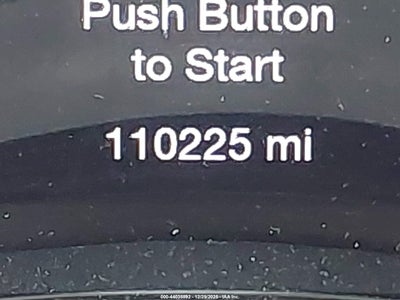 Push Button
to Start
110225 mi